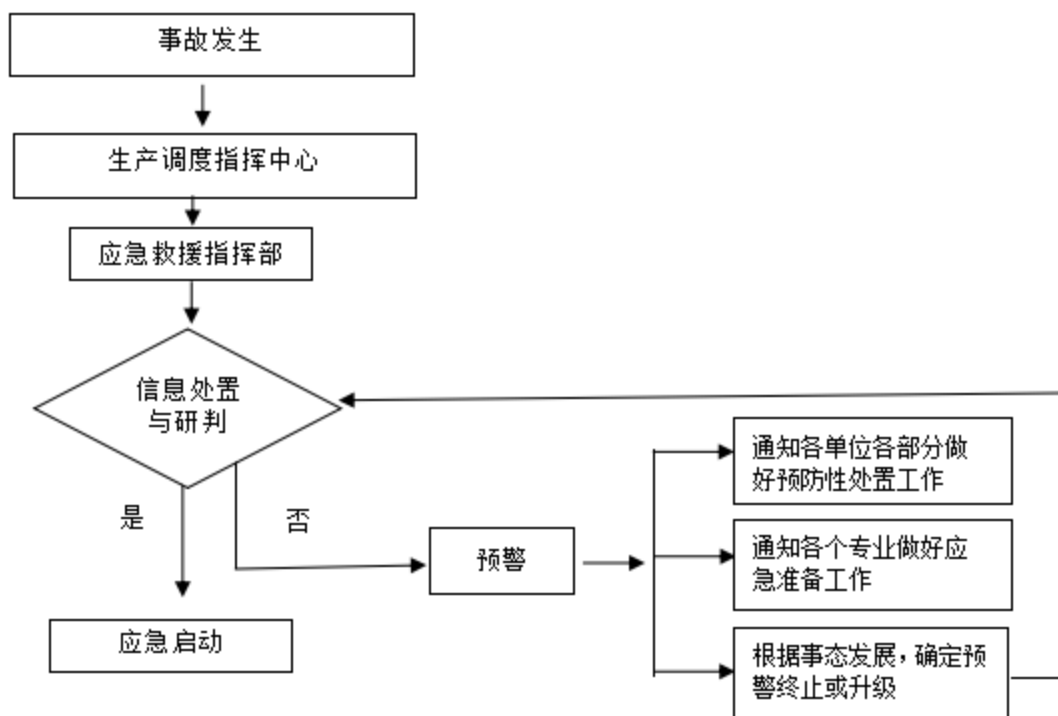 事故发生
生产调度指挥中心
应急救援指挥部
信息处置
与研判
是
否
预警
应急启动
通知各单位各部分做
好预防性处置工作
通知各个专业做好应
急准备工作
根据事态发展，确定预
警终止或升级